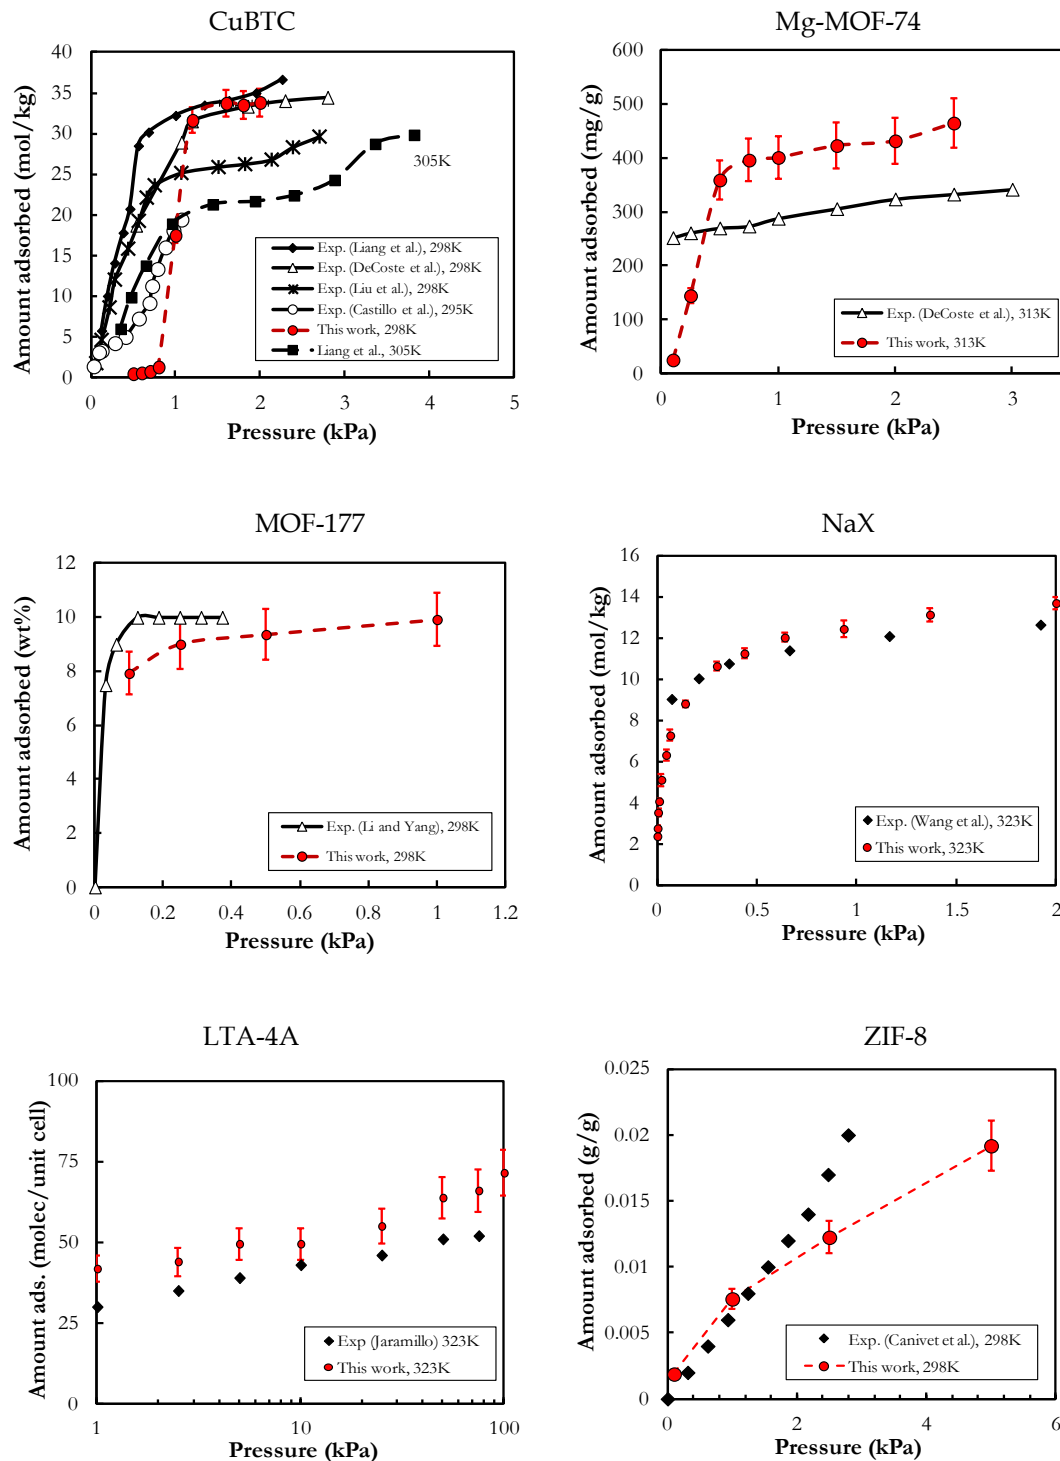 CuBTC
Amount adsorbed (mol/kg)
40
35
30
25
20
15
10
5
0
305K
Exp. (Liang et al.), 298K
Exp. (DeCoste et al.), 298K
Exp. (Liu et al.), 298K
Exp. (Castillo et al.), 295K
This work, 298K
Liang et al., 305K
0 1 2 3 4 5
Pressure (kPa)
Mg-MOF-74
Amount adsorbed (mg/g)
600
500
400
300
200
100
0
Exp. (DeCoste et al.), 313K
This work, 313K
0 1 2 3
Pressure (kPa)
MOF-177
Amount adsorbed (wt%)
12
10
8
6
4
2
0
Exp. (Li and Yang), 298K
This work, 298K
0 0.2 0.4 0.6 0.8 1 1.2
Pressure (kPa)
NaX
Amount adsorbed (mol/kg)
16
14
12
10
8
6
4
2
0
Exp. (Wang et al.), 323K
This work, 323K
0 0.5 1 1.5 2
Pressure (kPa)
LTA-4A
Amount ads. (molec/unit cell)
100
75
50
25
0
Exp (Jaramillo) 323K
This work, 323K
1 10 100
Pressure (kPa)
ZIF-8
Amount adsorbed (g/g)
0.025
0.02
0.015
0.01
0.005
0
Exp. (Canivet et al.), 298K
This work, 298K
0 2 4 6
Pressure (kPa)